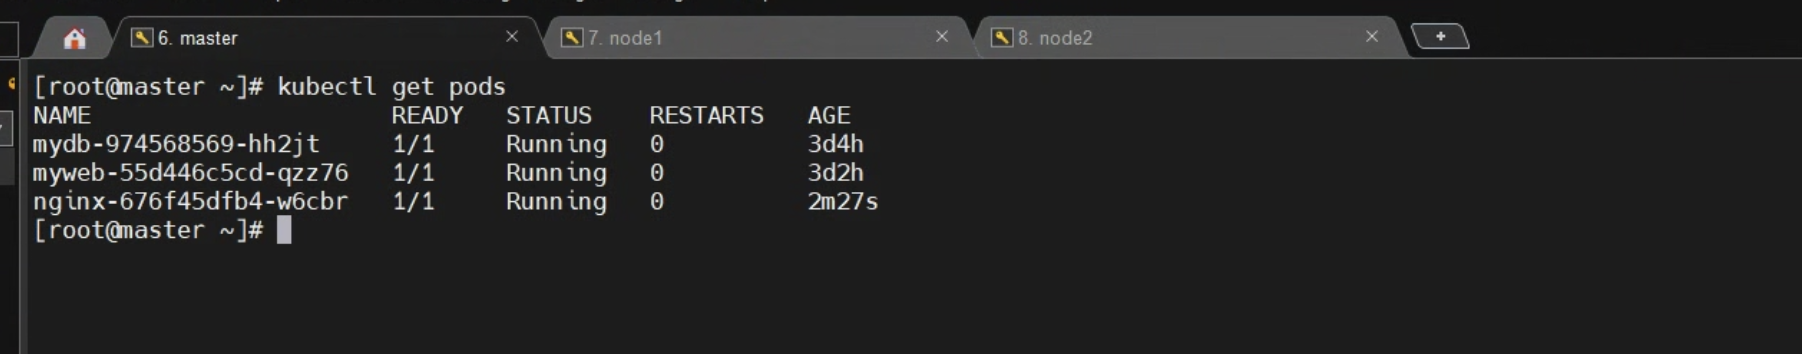 6. master
7. node1
8. node2
[root@master ~]# kubectl get pods
NAME READY STATUS RESTARTS AGE
mydb-974568569-hh2jt 1/1 Running 0 3d4h
myweb-55d446c5cd-qzz76 1/1 Running 0 3d2h
nginx-676f45dfb4-w6cbr 1/1 Running 0 2m27s
[root@master ~]#